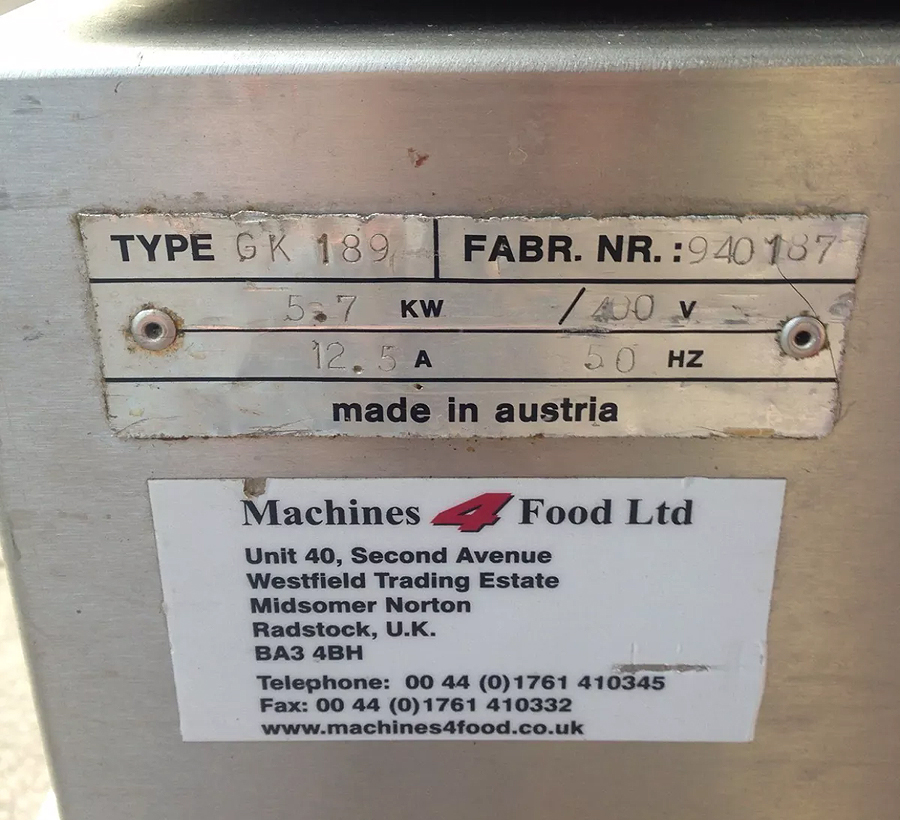 TYPE GK 189 FABR. NR.: 940187
5.7 KW /400 V
12.5 A 50 HZ
made in austria
Machines 4 Food Ltd
Unit 40, Second Avenue
Westfield Trading Estate
Midsomer Norton
Radstock, U.K.
BA3 4BH
Telephone: 00 44 (0)1761 410345
Fax: 00 44 (0)1761 410332
www.machines4food.co.uk